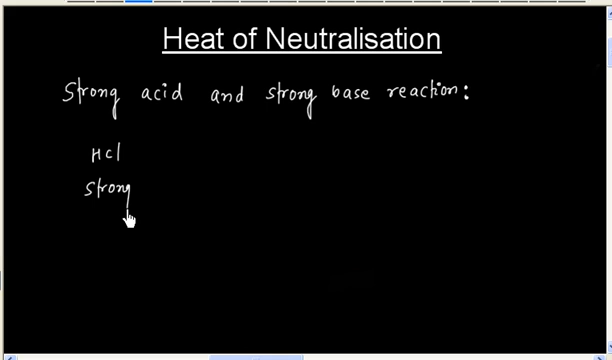 Heat of Neutralisation
Strong acid and strong base reaction:
HCl
Strong